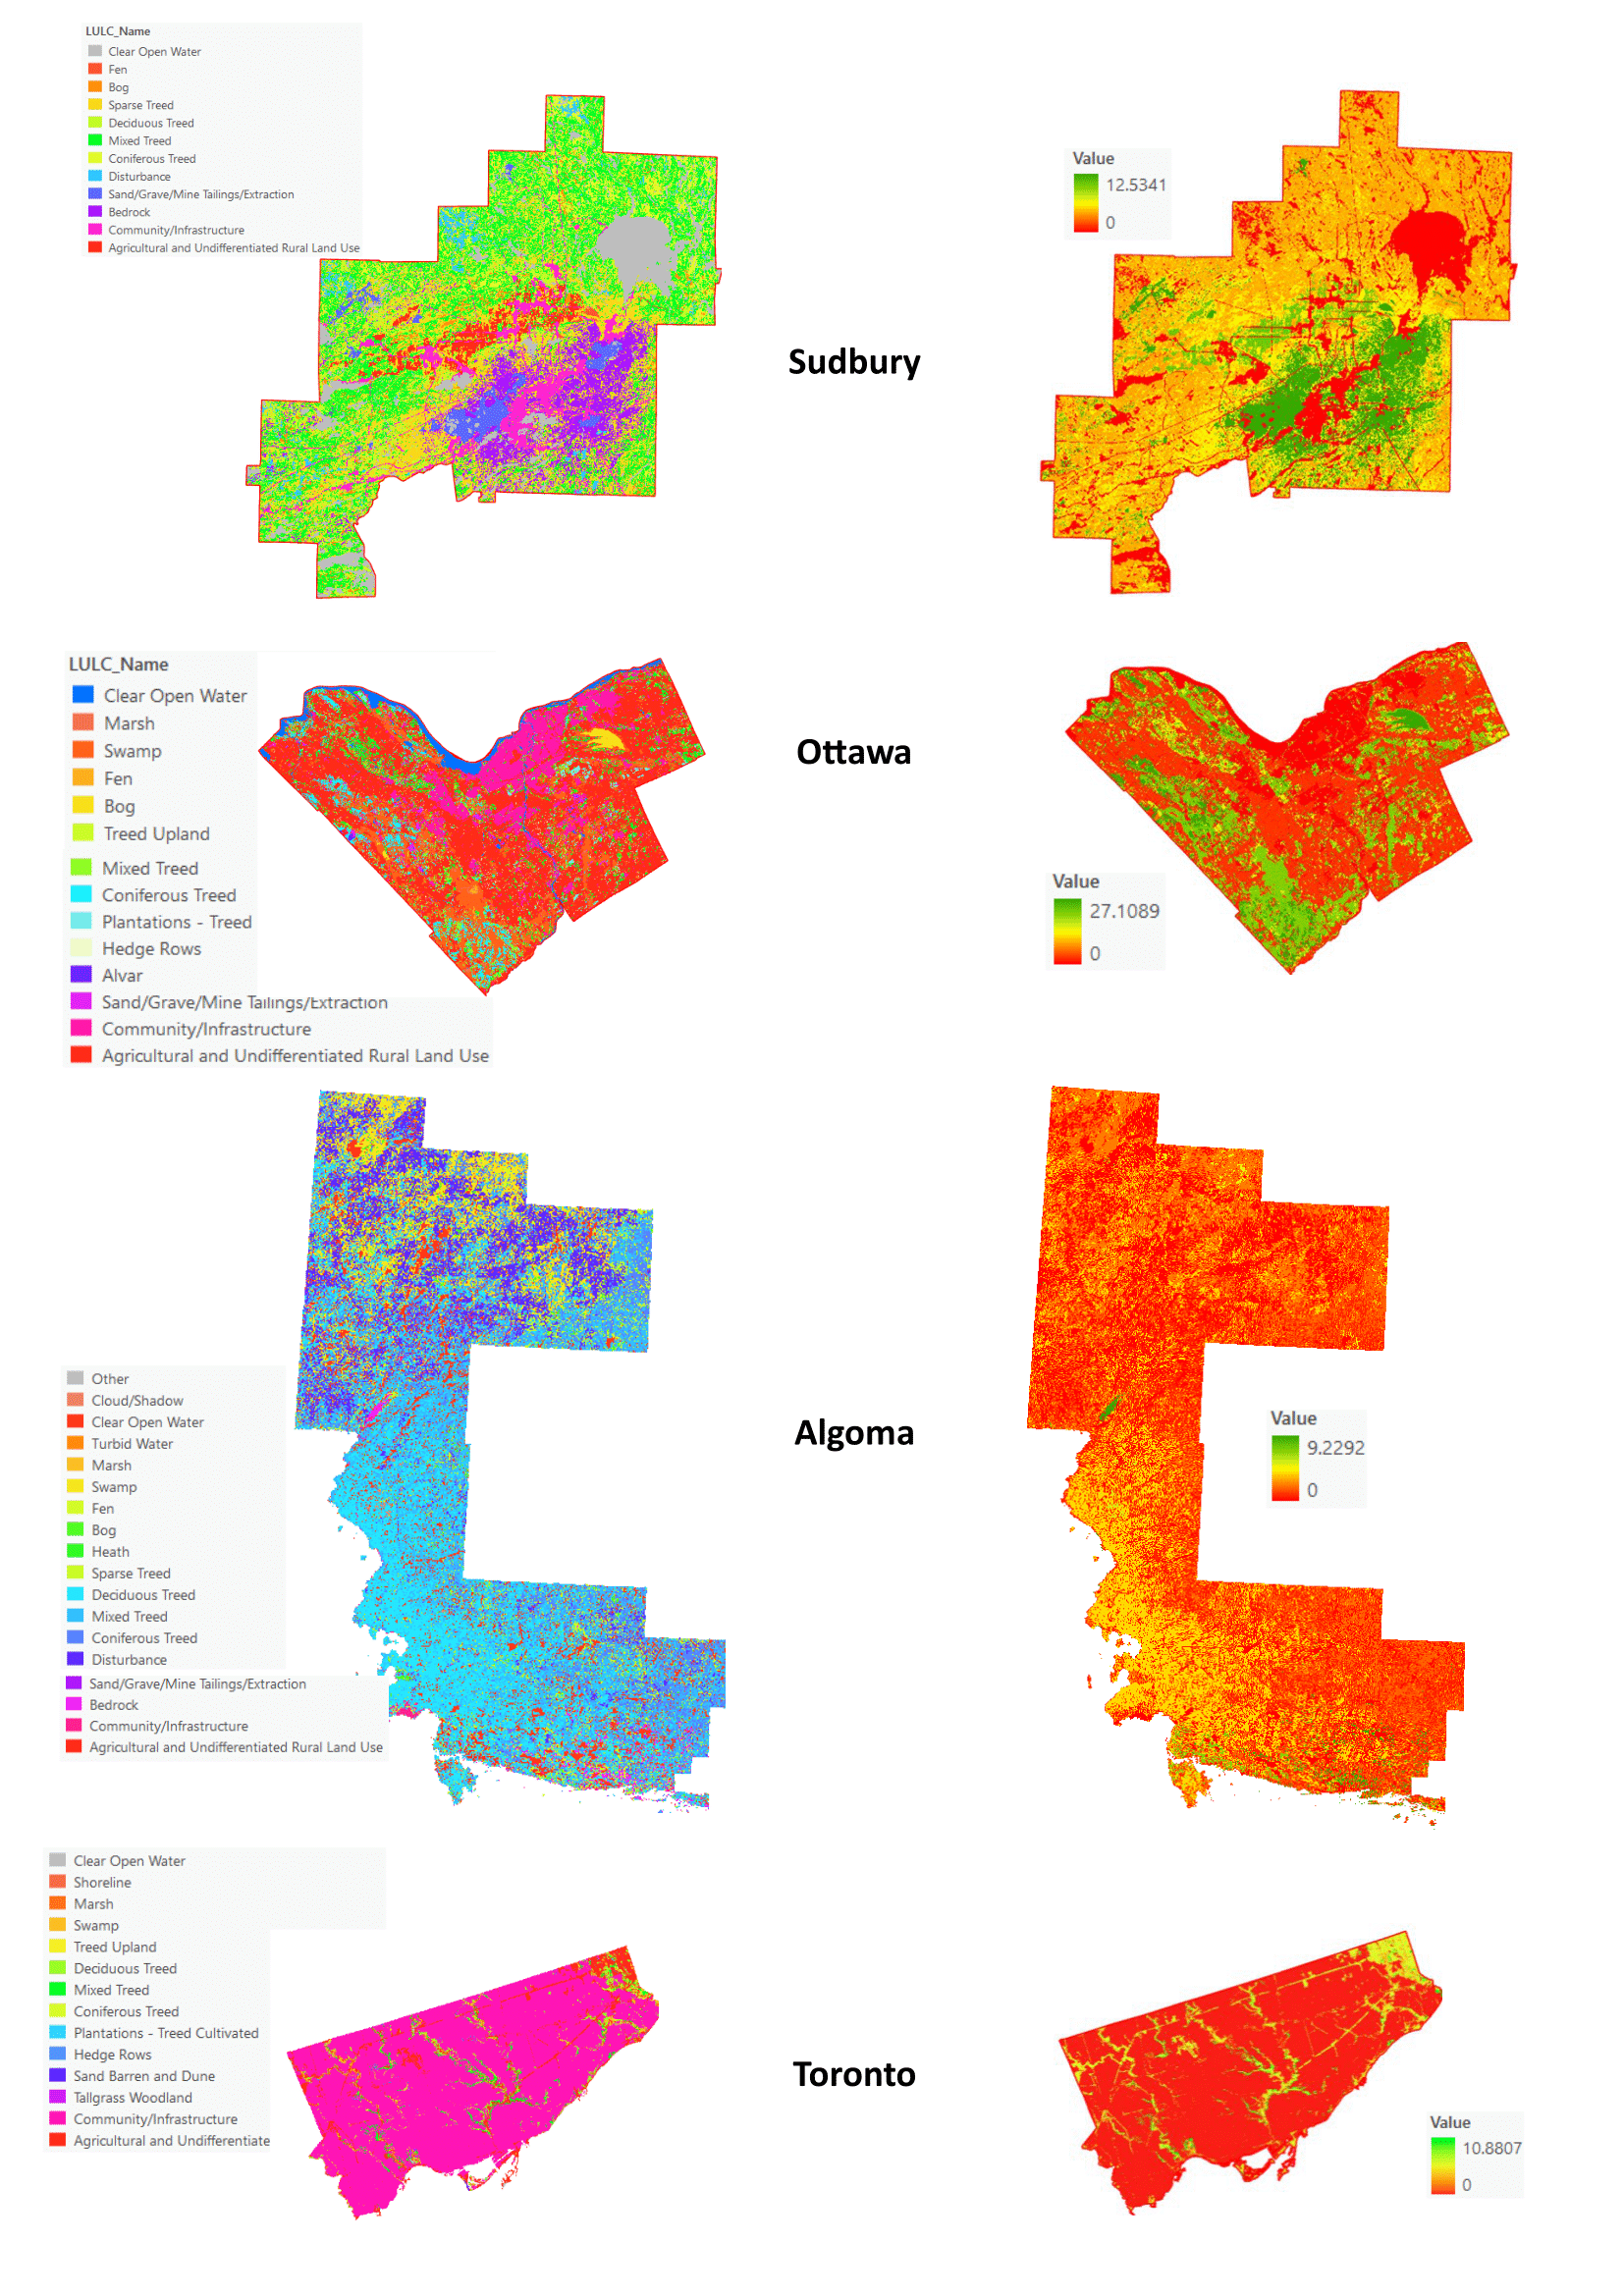 LULC_Name
Clear Open Water
Fen
Bog
Sparse Treed
Deciduous Treed
Mixed Treed
Coniferous Treed
Disturbance
Sand/Grave/Mine Tailings/Extraction
Bedrock
Community/Infrastructure
Agricultural and Undifferentiated Rural Land Use
Sudbury
Value
12.5341
0
LULC_Name
Clear Open Water
Marsh
Swamp
Fen
Bog
Treed Upland
Mixed Treed
Coniferous Treed
Plantations - Treed
Hedge Rows
Alvar
Sand/Grave/Mine Tailings/Extraction
Community/Infrastructure
Agricultural and Undifferentiated Rural Land Use
Ottawa
Value
27.1089
0
Other
Cloud/Shadow
Clear Open Water
Turbid Water
Marsh
Swamp
Fen
Bog
Heath
Sparse Treed
Deciduous Treed
Mixed Treed
Coniferous Treed
Disturbance
Sand/Grave/Mine Tailings/Extraction
Bedrock
Community/Infrastructure
Agricultural and Undifferentiated Rural Land Use
Algoma
Value
9.2292
0
Clear Open Water
Shoreline
Marsh
Swamp
Treed Upland
Deciduous Treed
Mixed Treed
Coniferous Treed
Plantations - Treed Cultivated
Hedge Rows
Sand Barren and Dune
Tallgrass Woodland
Community/Infrastructure
Agricultural and Undifferentiate
Toronto
Value
10.8807
0